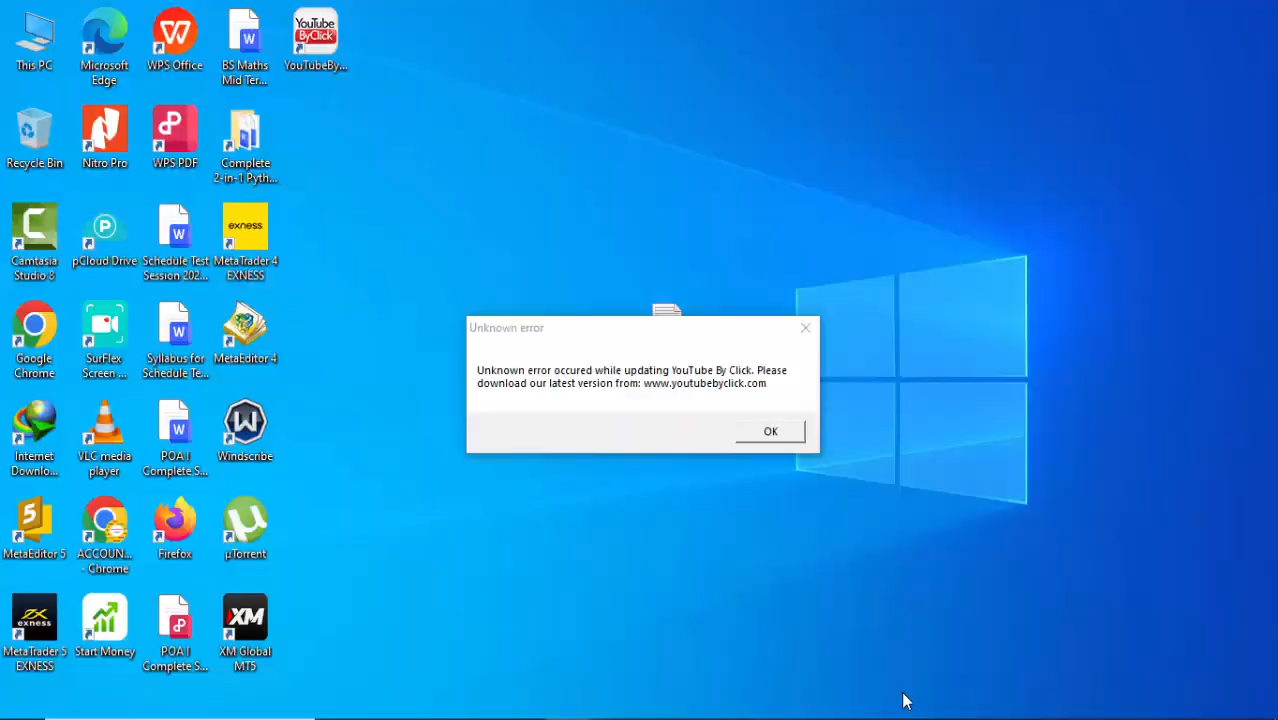 This PC
Microsoft
Edge
WPS Office
BS Maths
Mid Ter...
YouTube
ByClick
YouTubeBy...
Recycle Bin
Nitro Pro
WPS PDF
Complete
2-in-1 Pyth...
Camtasia
Studio 8
pCloud Drive
Schedule Test
Session 202...
exness
MetaTrader 4
EXNESS
Google
Chrome
SurFlex
Screen ...
Syllabus for
Schedule Te...
MetaEditor 4
Internet
Downlo...
VLC media
player
POA I
Complete S...
Windscribe
MetaEditor 5
ACCOUN...
- Chrome
Firefox
µTorrent
exness
MetaTrader 5
EXNESS
Start Money
POA I
Complete S...
XM
XM Global
MT5
Unknown error
Unknown error occured while updating YouTube By Click. Please
download our latest version from: www.youtubebyclick.com
OK